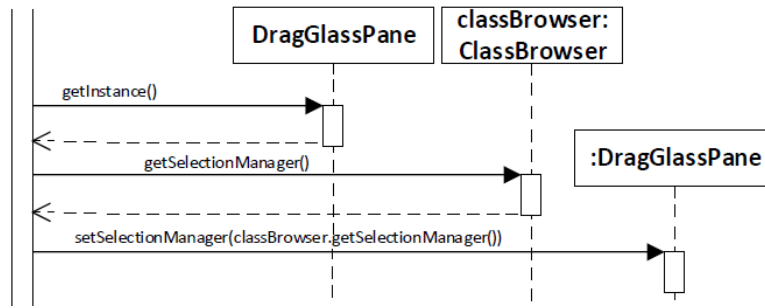 DragGlassPane
classBrowser:
ClassBrowser
getInstance()
getSelectionManager()
:DragGlassPane
setSelectionManager(classBrowser.getSelectionManager())